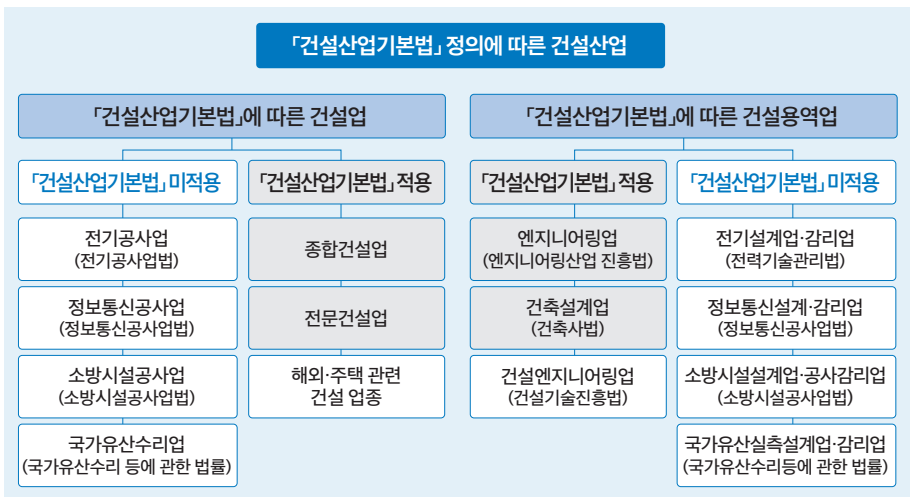 「건설산업기본법」 정의에 따른 건설산업
「건설산업기본법」에 따른 건설업
「건설산업기본법」 미적용
전기공사업
(전기공사업법)
정보통신공사업
(정보통신공사업법)
소방시설공사업
(소방시설공사업법)
국가유산수리업
(국가유산수리 등에 관한 법률)
「건설산업기본법」 적용
종합건설업
전문건설업
해외·주택 관련
건설 업종
「건설산업기본법」에 따른 건설용역업
「건설산업기본법」 적용
엔지니어링업
(엔지니어링산업 진흥법)
건축설계업
(건축사법)
건설엔지니어링업
(건설기술진흥법)
「건설산업기본법」 미적용
전기설계업·감리업
(전력기술관리법)
정보통신설계·감리업
(정보통신공사업법)
소방시설설계업·공사감리업
(소방시설공사업법)
국가유산실측설계업·감리업
(국가유산수리등에 관한 법률)